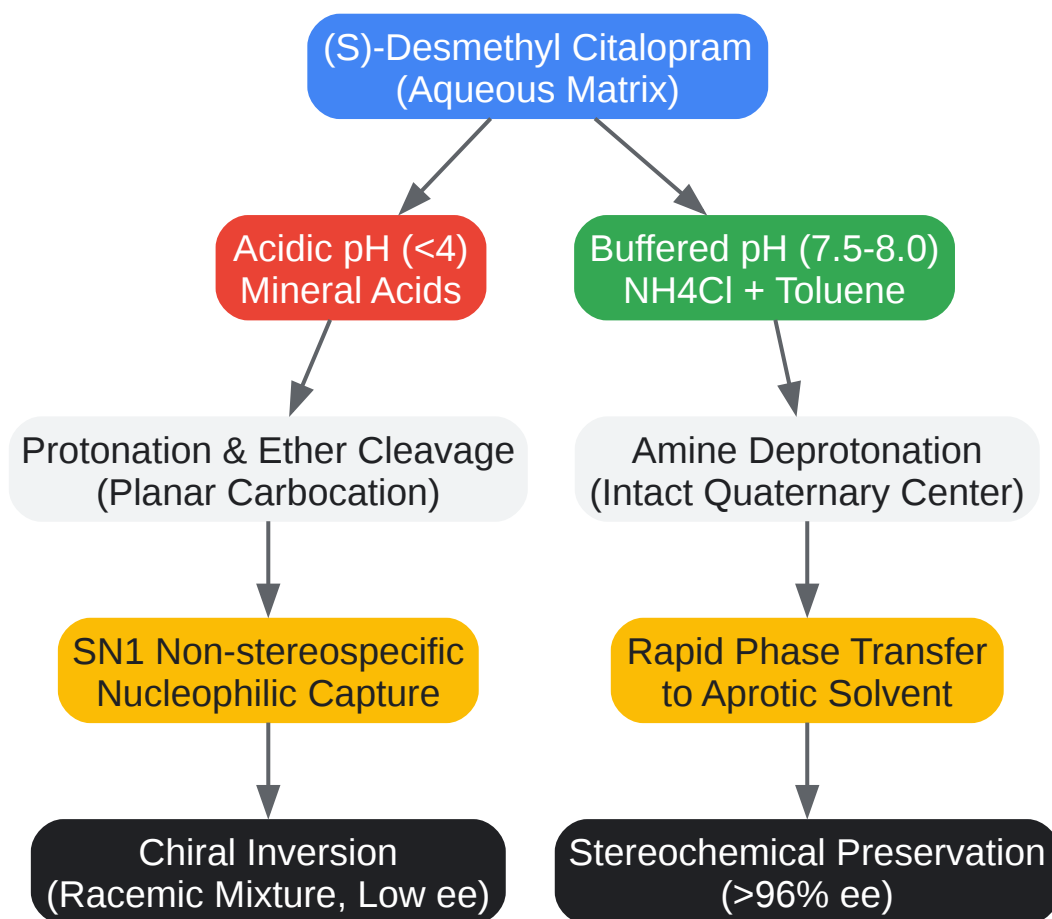 (S)-Desmethyl Citalopram
(Aqueous Matrix)
Acidic pH (<4)
Mineral Acids
Buffered pH (7.5-8.0)
NH4Cl + Toluene
Protonation & Ether Cleavage
(Planar Carbocation)
Amine Deprotonation
(Intact Quaternary Center)
SN1 Non-stereospecific
Nucleophilic Capture
Rapid Phase Transfer
to Aprotic Solvent
Chiral Inversion
(Racemic Mixture, Low ee)
Stereochemical Preservation
(>96% ee)